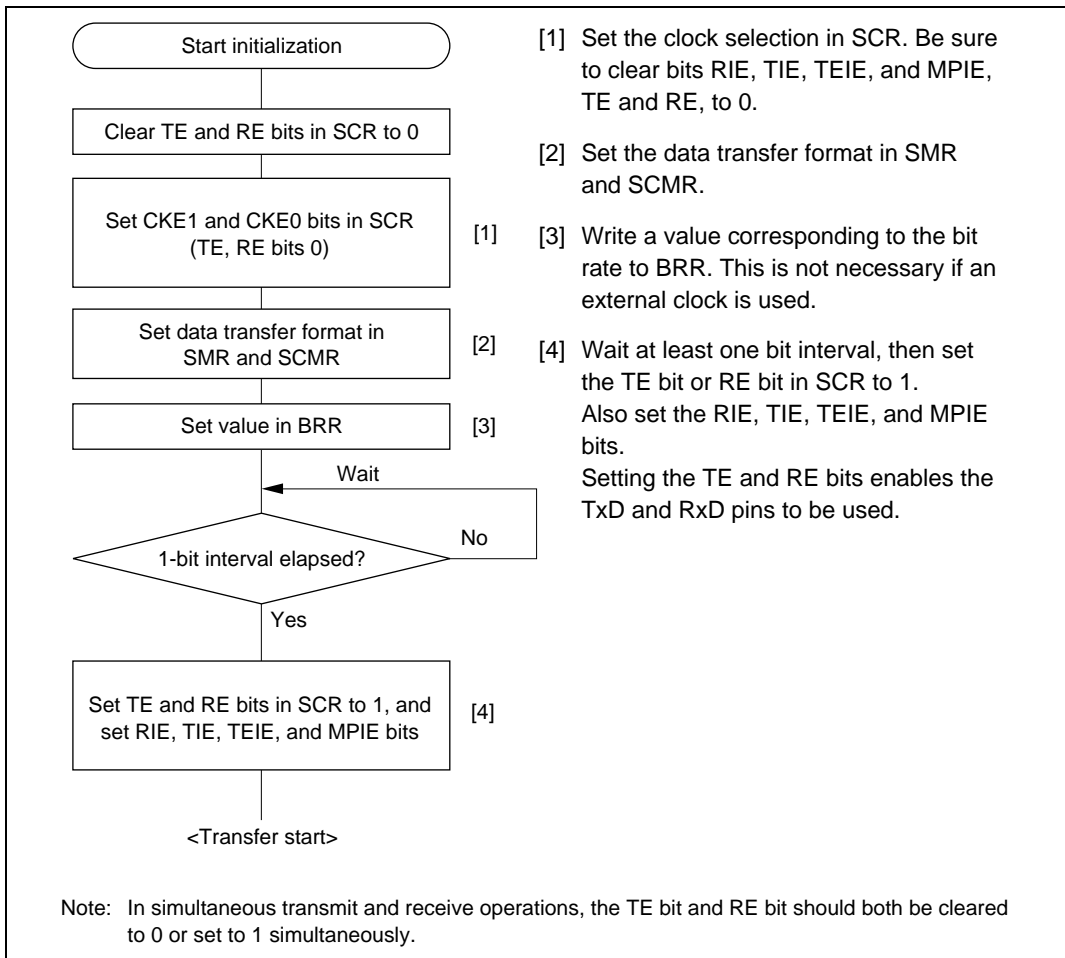 Start initialization
Clear TE and RE bits in SCR to 0
Set CKE1 and CKE0 bits in SCR
(TE, RE bits 0)
[1]
Set data transfer format in
SMR and SCMR
[2]
Set value in BRR
[3]
Wait
1-bit interval elapsed?
No
Yes
Set TE and RE bits in SCR to 1, and
set RIE, TIE, TEIE, and MPIE bits
[4]
<Transfer start>
[1] Set the clock selection in SCR. Be sure
to clear bits RIE, TIE, TEIE, and MPIE,
TE and RE, to 0.
[2] Set the data transfer format in SMR
and SCMR.
[3] Write a value corresponding to the bit
rate to BRR. This is not necessary if an
external clock is used.
[4] Wait at least one bit interval, then set
the TE bit or RE bit in SCR to 1.
Also set the RIE, TIE, TEIE, and MPIE
bits.
Setting the TE and RE bits enables the
TxD and RxD pins to be used.
Note: In simultaneous transmit and receive operations, the TE bit and RE bit should both be cleared
to 0 or set to 1 simultaneously.